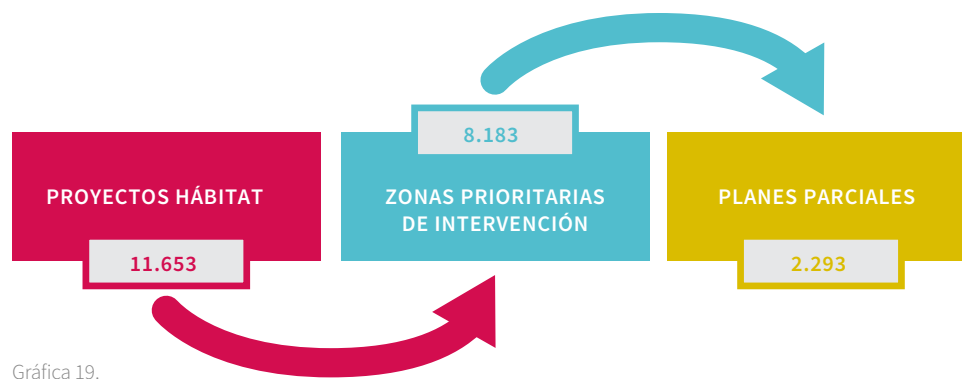 PROYECTOS HÁBITAT
11.653
8.183
ZONAS PRIORITARIAS
DE INTERVENCIÓN
PLANES PARCIALES
2.293
Gráfica 19.